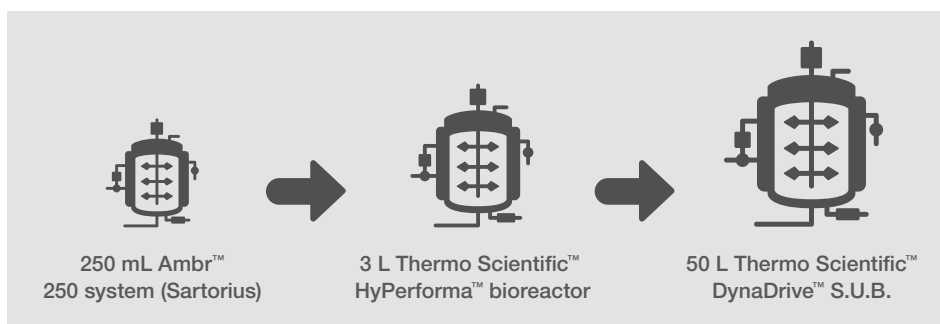 250 mL Ambr™
250 system (Sartorius)
3 L Thermo Scientific™
HyPerforma™ bioreactor
50 L Thermo Scientific™
DynaDrive™ S.U.B.